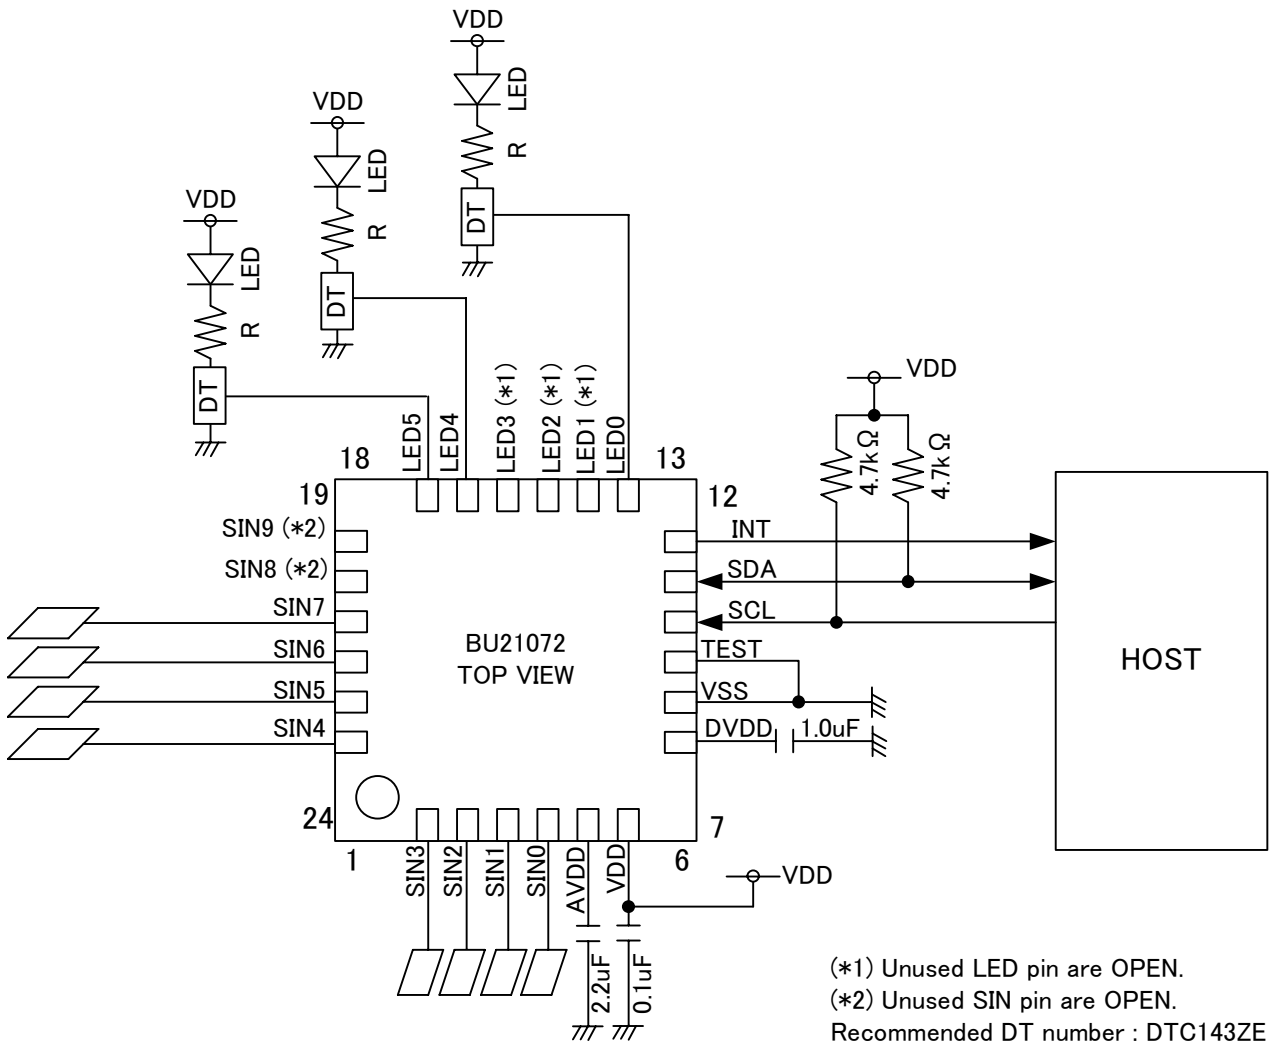 VDD
LED
R
DT
VDD
LED
R
DT
VDD
LED
R
DT
VDD
4.7kΩ
4.7kΩ
LED5
LED4
LED3 (*1)
LED2 (*1)
LED1 (*1)
LED0
18
13
19
12
SIN9 (*2)
SIN8 (*2)
SIN7
SIN6
SIN5
SIN4
BU21072
TOP VIEW
INT
SDA
SCL
TEST
VSS
DVDD
1.0uF
HOST
24
7
1
6
SIN3
SIN2
SIN1
SIN0
AVDD
VDD
VDD
2.2uF
0.1uF
(*1) Unused LED pin are OPEN.
(*2) Unused SIN pin are OPEN.
Recommended DT number : DTC143ZE